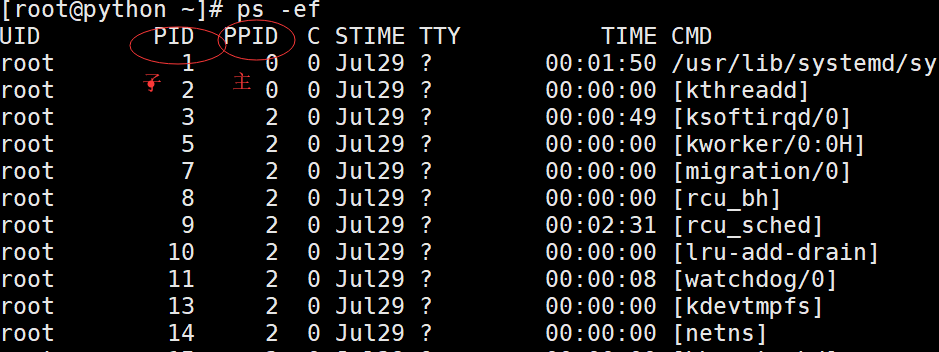 [root@python ~]# ps -ef
UID PID PPID C STIME TTY TIME CMD
root 1 0 0 Jul29 ? 00:01:50 /usr/lib/systemd/sy
子 主
root 2 0 0 Jul29 ? 00:00:00 [kthreadd]
root 3 2 0 Jul29 ? 00:00:49 [ksoftirqd/0]
root 5 2 0 Jul29 ? 00:00:00 [kworker/0:0H]
root 7 2 0 Jul29 ? 00:00:00 [migration/0]
root 8 2 0 Jul29 ? 00:00:00 [rcu_bh]
root 9 2 0 Jul29 ? 00:02:31 [rcu_sched]
root 10 2 0 Jul29 ? 00:00:00 [lru-add-drain]
root 11 2 0 Jul29 ? 00:00:08 [watchdog/0]
root 13 2 0 Jul29 ? 00:00:00 [kdevtmpfs]
root 14 2 0 Jul29 ? 00:00:00 [netns]